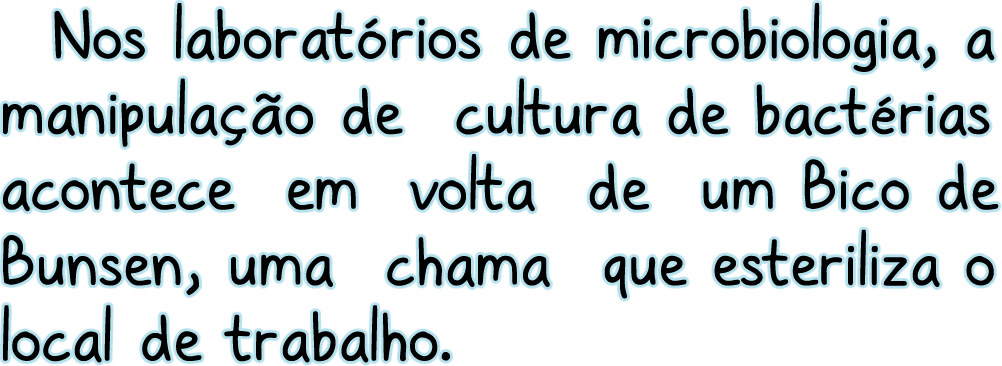 Nos laboratórios de microbiologia, a
manipulação de cultura de bactérias
acontece em volta de um Bico de
Bunsen, uma chama que esteriliza o
local de trabalho.